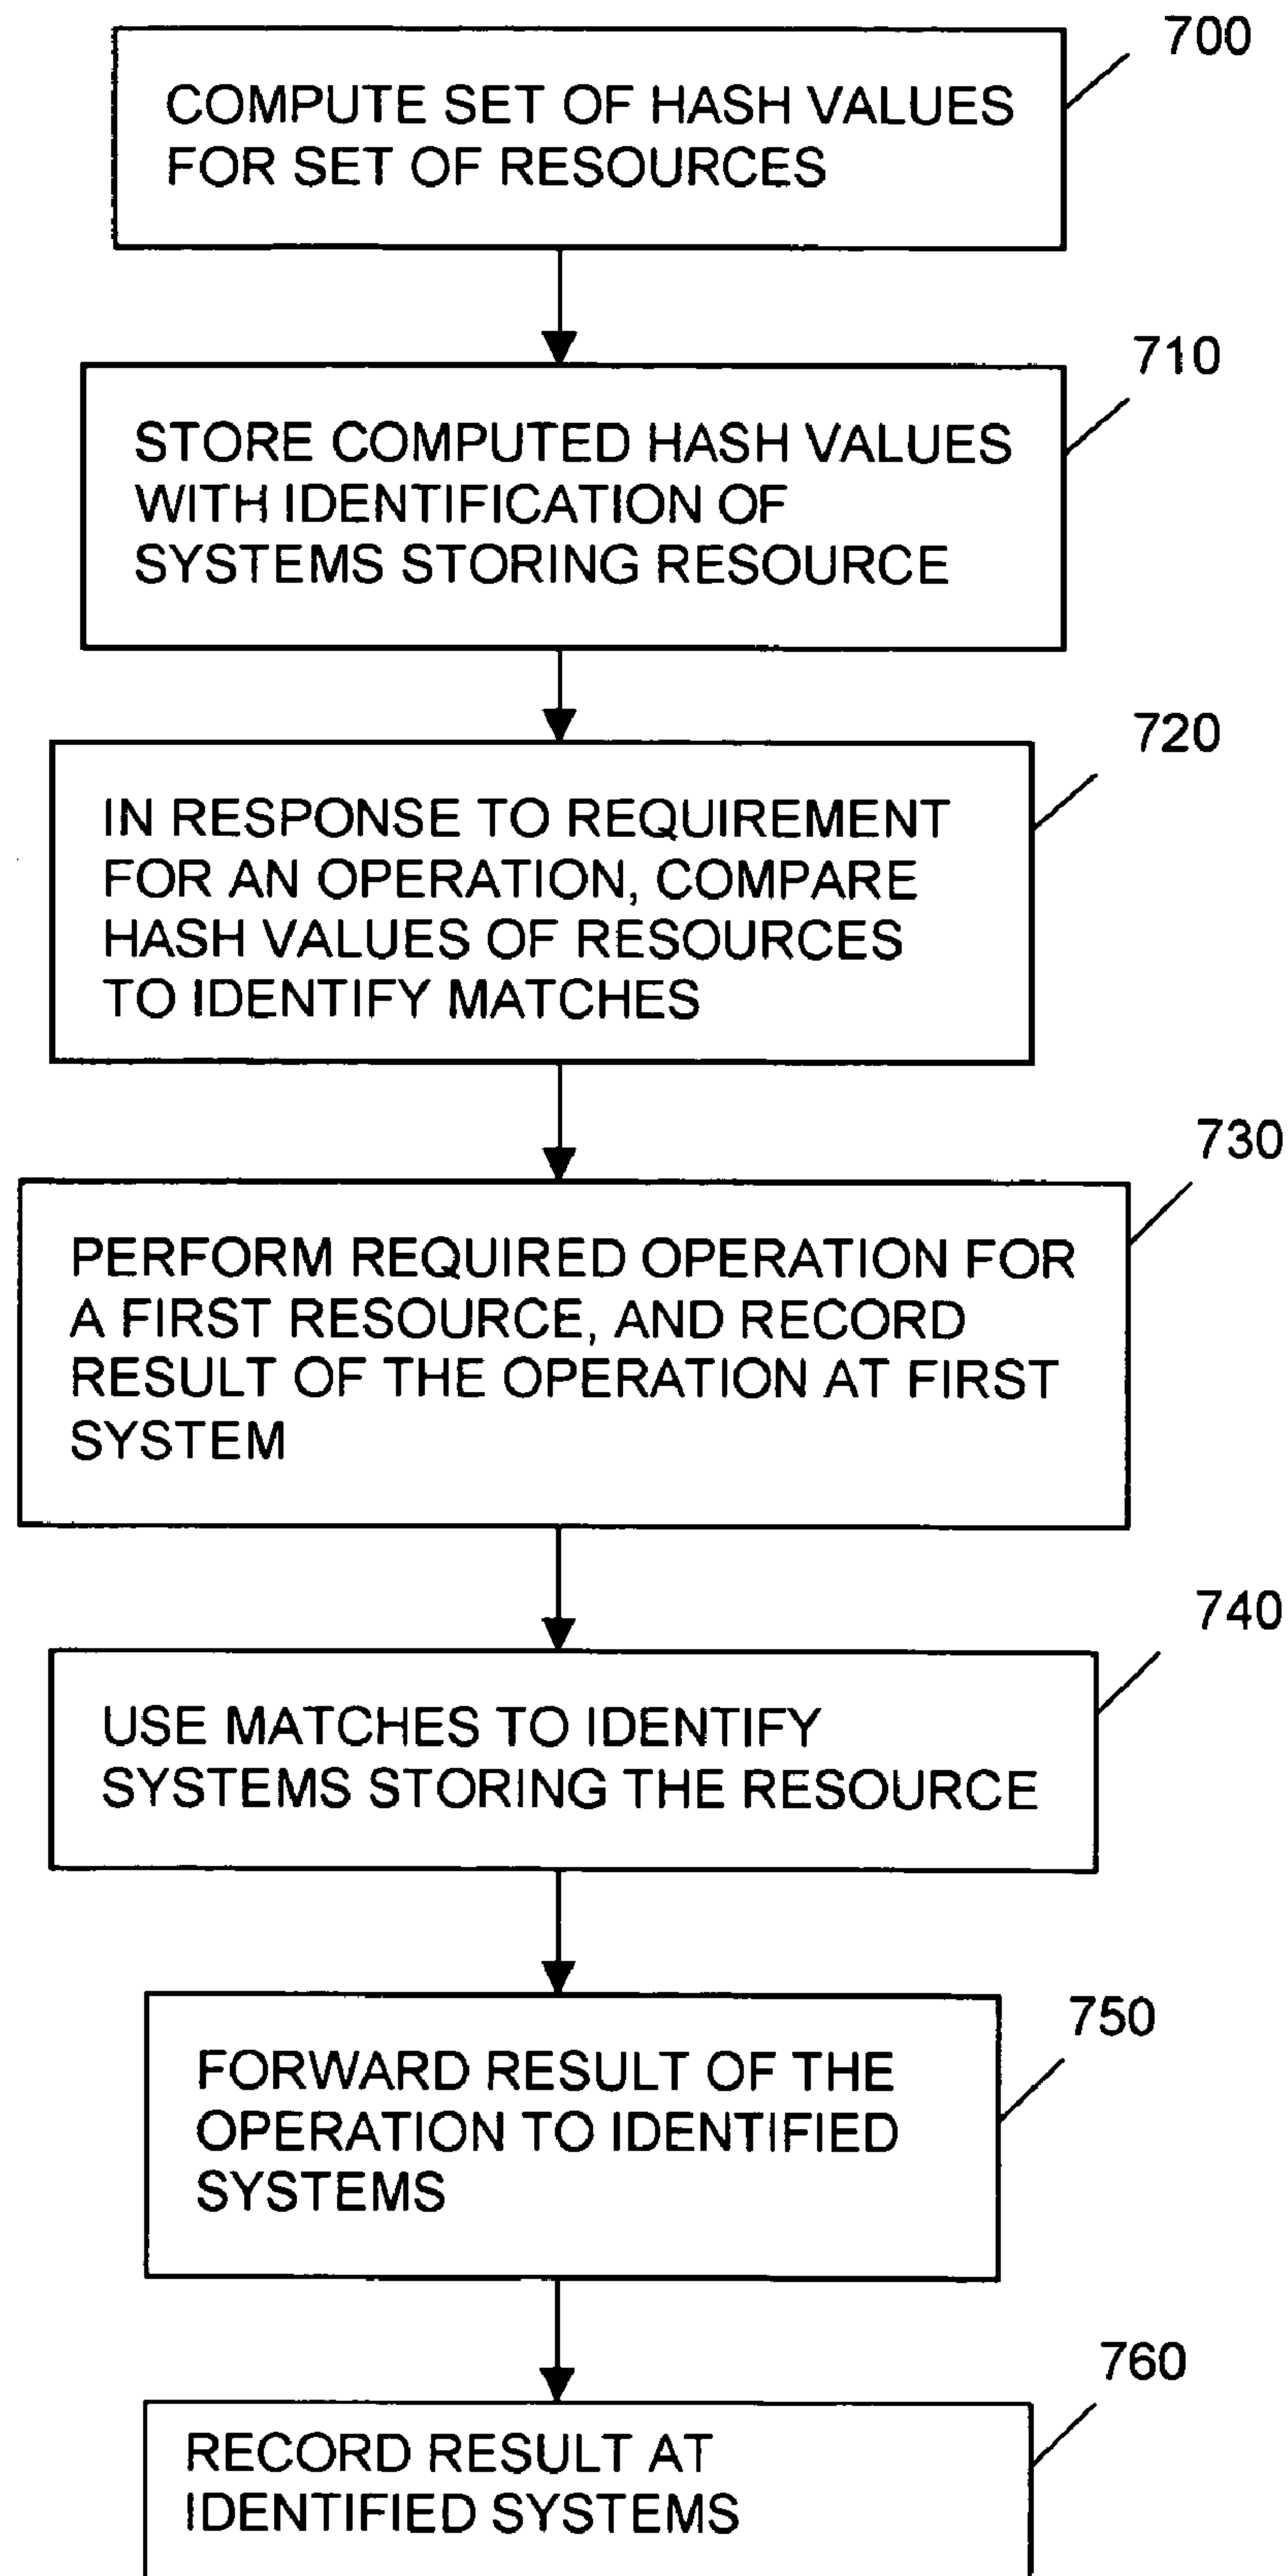 700
COMPUTE SET OF HASH VALUES
FOR SET OF RESOURCES
710
STORE COMPUTED HASH VALUES
WITH IDENTIFICATION OF
SYSTEMS STORING RESOURCE
720
IN RESPONSE TO REQUIREMENT
FOR AN OPERATION, COMPARE
HASH VALUES OF RESOURCES
TO IDENTIFY MATCHES
730
PERFORM REQUIRED OPERATION FOR
A FIRST RESOURCE, AND RECORD
RESULT OF THE OPERATION AT FIRST
SYSTEM
740
USE MATCHES TO IDENTIFY
SYSTEMS STORING THE RESOURCE
750
FORWARD RESULT OF THE
OPERATION TO IDENTIFIED
SYSTEMS
760
RECORD RESULT AT
IDENTIFIED SYSTEMS